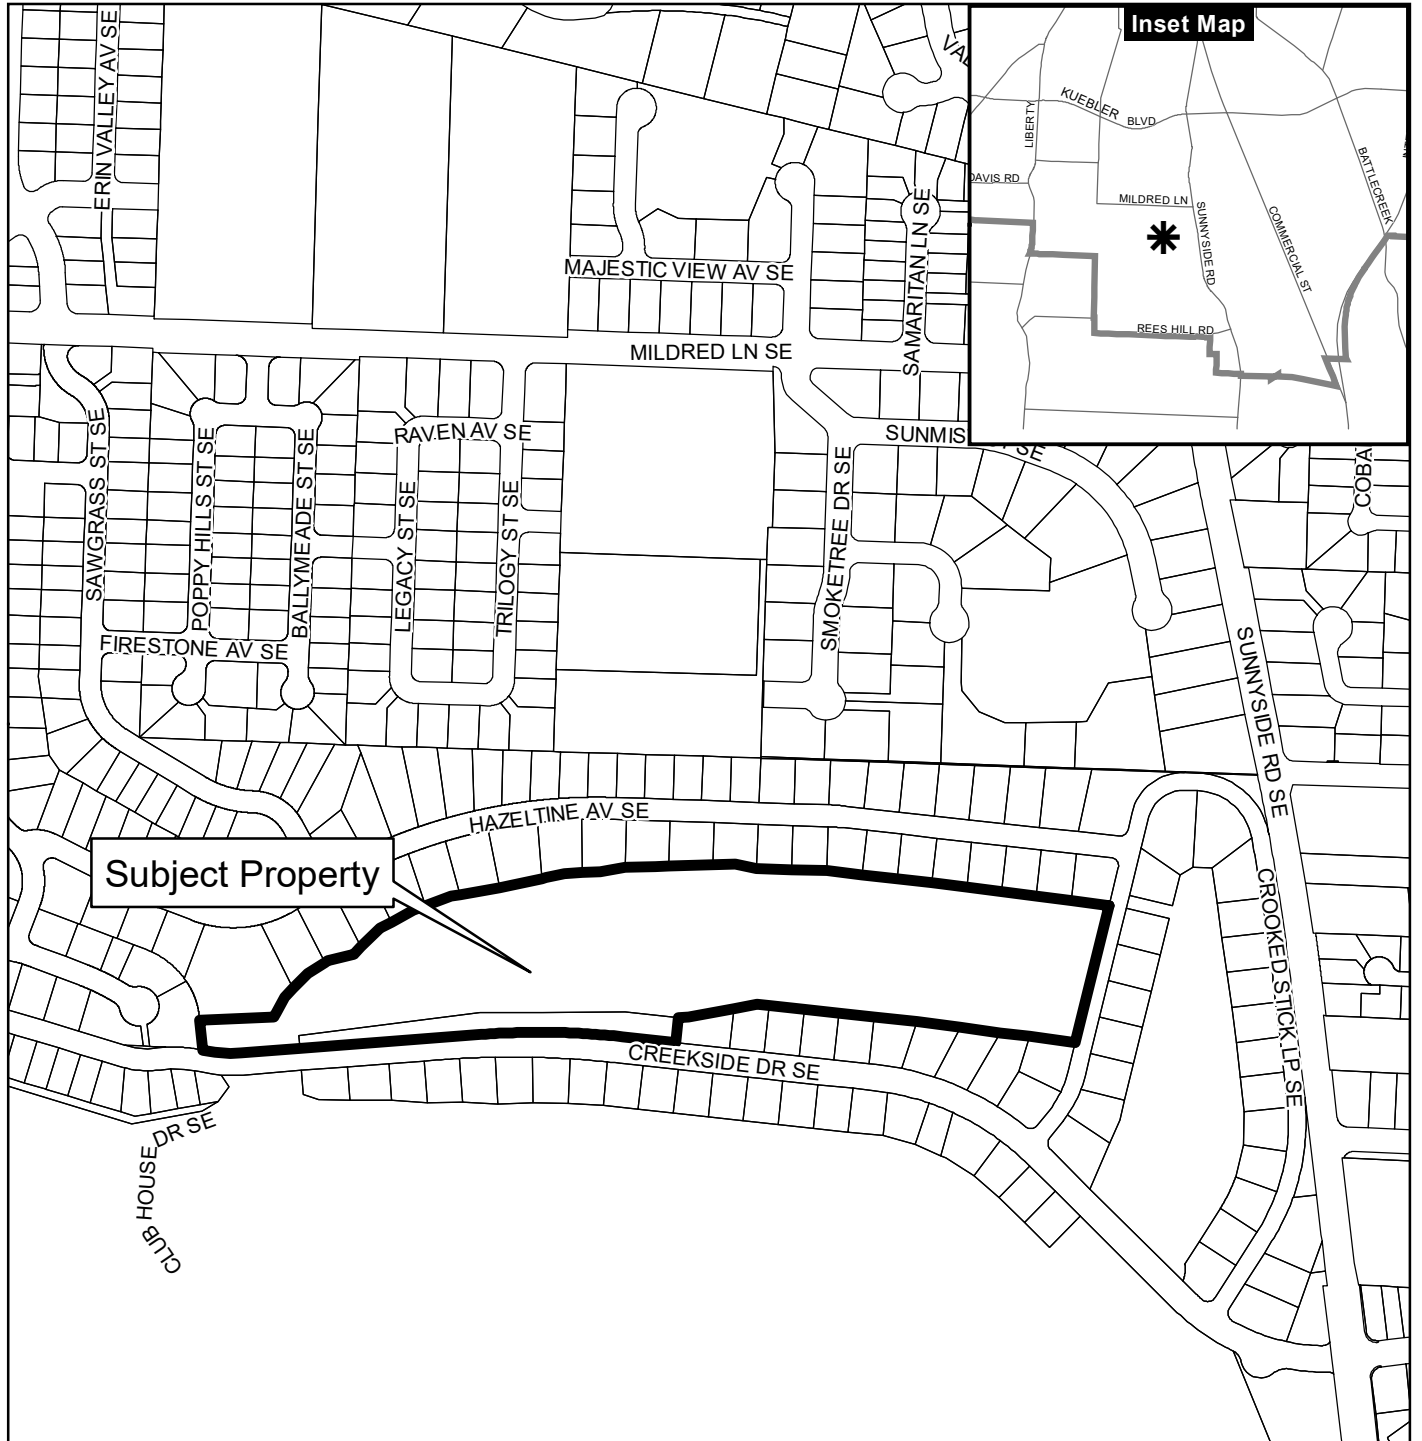 Inset Map
KUEBLER
BLVD
LIBERTY
DAVIS RD
MILDRED LN
SUNNYSIDE RD
COMMERCIAL ST
BATTLECREEK
REES HILL RD
ERIN VALLEY AV SE
MAJESTIC VIEW AV SE
SAMARITAN LN SE
MILDRED LN SE
RAVEN AV SE
SUNMIS
SE
COBA
SAWGRASS ST SE
POPPY HILLS ST SE
BALLYMEADE ST SE
LEGACY ST SE
TRILOGY ST SE
SMOKETREE DR SE
FIRESTONE AV SE
SUNNYSIDE RD SE
HAZELTINE AV SE
Subject Property
CROOKED STICK LP SE
CREEKSIDE DR SE
CLUB HOUSE DR SE